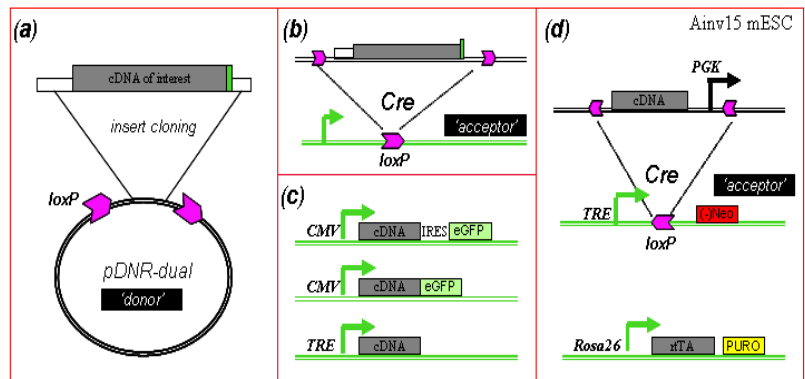 (a)
cDNA of interest
insert cloning
loxP
pDNR-dual
'donor'
(b)
Cre
'acceptor'
loxP
(c)
CMV cDNA IRES eGFP
CMV cDNA eGFP
TRE cDNA
(d) Ainv15 mESC
PGK
cDNA
Cre
'acceptor'
TRE (-)Neo
loxP
Rosa26 rtTA PURO